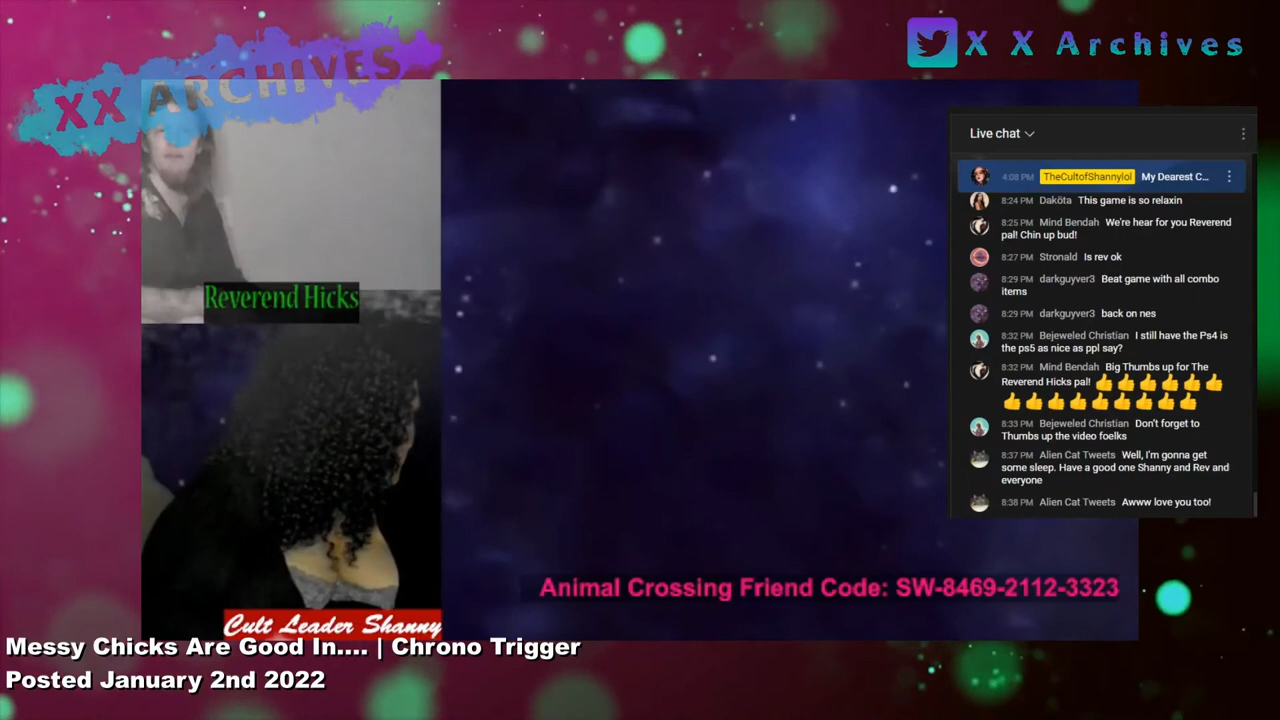 XX ARCHIVES
X X Archives
Live chat
4:08 PM TheCultofShannylol My Dearest C...
8:24 PM Daköta This game is so relaxin
8:25 PM Mind Bendah We're hear for you Reverend
pal! Chin up bud!
8:27 PM Stronald Is rev ok
8:29 PM darkguyver3 Beat game with all combo
items
8:29 PM darkguyver3 back on nes
8:32 PM Bejeweled Christian I still have the Ps4 is
the ps5 as nice as ppl say?
8:32 PM Mind Bendah Big Thumbs up for The
Reverend Hicks pal! 👍👍👍👍👍👍
👍👍👍👍👍👍👍👍👍
8:33 PM Bejeweled Christian Don't forget to
Thumbs up the video foelks
8:37 PM Alien Cat Tweets Well, I'm gonna get
some sleep. Have a good one Shanny and Rev and
everyone
8:38 PM Alien Cat Tweets Awww love you too!
Reverend Hicks
Animal Crossing Friend Code: SW-8469-2112-3323
Cult Leader Shanny
Messy Chicks Are Good In.... | Chrono Trigger
Posted January 2nd 2022